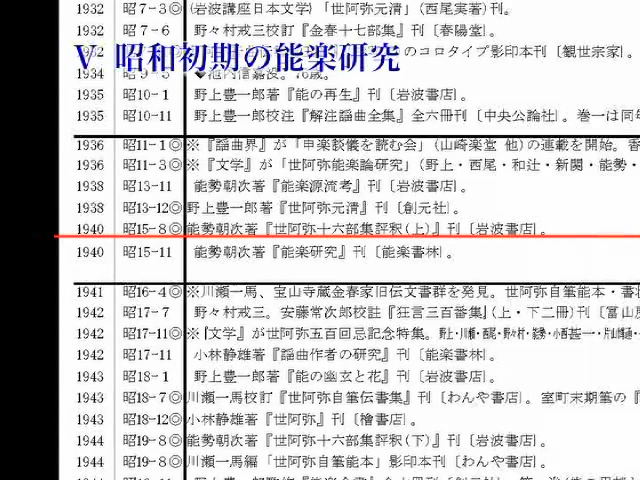 1932 昭7-3◎ (岩波講座日本文学)「世阿弥元清」(西尾実著)刊。
1932 昭7-6 野々村戒三校訂『金春十七部集』刊〔春陽堂〕。
Ⅴ 昭和初期の能楽研究
のコロタイプ影印本刊〔観世宗家〕。
1934
1935 昭10-1 野上豊一郎著『能の再生』刊〔岩波書店〕。
1935 昭10-11 野上豊一郎校注『解注謡曲全集』全六冊刊〔中央公論社〕。巻一は同年
1936 昭11-1◎ ※『謡曲界』が「申楽談儀を読む会」(山崎楽堂 他)の連載を開始。
1936 昭11-3◎ ※『文学』が「世阿弥能楽論研究」(野上・西尾・和辻・新関・能勢・
1938 昭13-11 能勢朝次著『能楽源流考』刊〔岩波書店〕。
1938 昭13-12◎ 野上豊一郎著『世阿弥元清』刊〔創元社〕。
1940 昭15-8◎ 能勢朝次著『世阿弥十六部集評釈(上)』刊〔岩波書店〕。
1940 昭15-11 能勢朝次著『能楽研究』刊〔能楽書林〕。
1941 昭16-4◎ ※川瀬一馬、宝山寺蔵金春家旧伝文書群を発見。世阿弥自筆能本・書
1942 昭17-7 野々村戒三。安藤常次郎校註『狂言三百番集』(上・下二冊)刊〔富山房
1942 昭17-11◎ ※『文学』が世阿弥五百回忌記念特集。
1942 昭17-11 小林静雄著『謡曲作者の研究』刊〔能楽書林〕。
1943 昭18-1 野上豊一郎著『能の幽玄と花』刊〔岩波書店〕。
1943 昭18-7◎ 川瀬一馬校訂『世阿弥自筆伝書集』刊〔わんや書店〕。室町末期筆の『
1943 昭18-12◎ 小林静雄著『世阿弥』刊〔檜書店〕。
1944 昭19-8◎ 能勢朝次著『世阿弥十六部集評釈(下)』刊〔岩波書店〕。
1944 昭19-8◎ 川瀬一馬編「世阿弥自筆能本」影印本刊〔わんや書店〕。